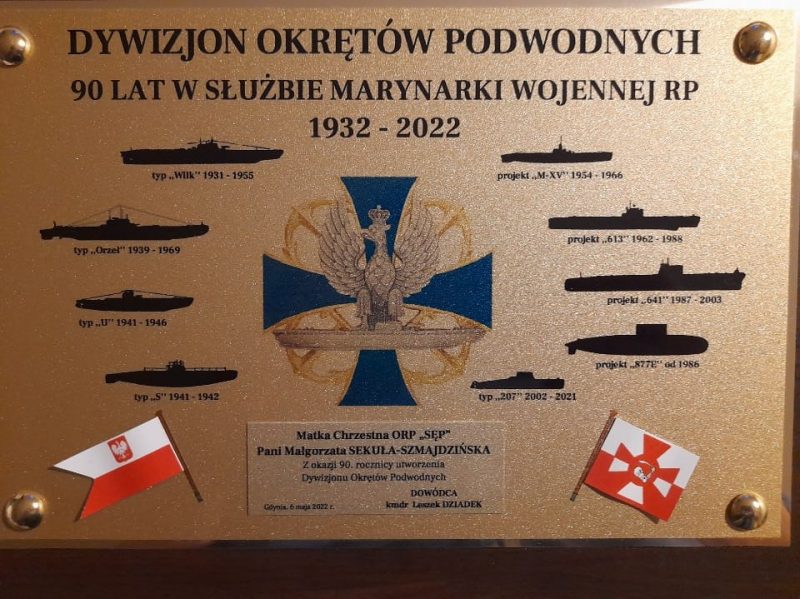 DYWIZJON OKRĘTÓW PODWODNYCH
90 LAT W SŁUŻBIE MARYNARKI WOJENNEJ RP
1932 - 2022
typ „Wilk" 1931 - 1955
typ „Orzeł" 1939 - 1969
typ „U" 1941 - 1946
typ „S" 1941 - 1942
projekt „M-XV" 1954 - 1966
projekt „613" 1962 - 1988
projekt „641" 1987 - 2003
projekt "877E" od 1986
typ „207" 2002 - 2021
Matka Chrzestna ORP „SĘP"
Pani Małgorzata SEKUŁA-SZMAJDZIŃSKA
Z okazji 90. rocznicy utworzenia
Dywizjonu Okrętów Podwodnych
DOWÓDCA
Gdynia, 6 maja 2022 r. kmdr Leszek DZIADEK